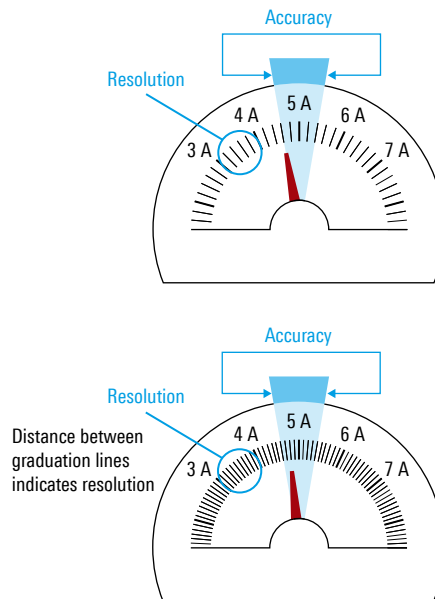 Accuracy
Resolution
3 A
4 A
5 A
6 A
7 A
Accuracy
Resolution
Distance between
graduation lines
indicates resolution
3 A
4 A
5 A
6 A
7 A